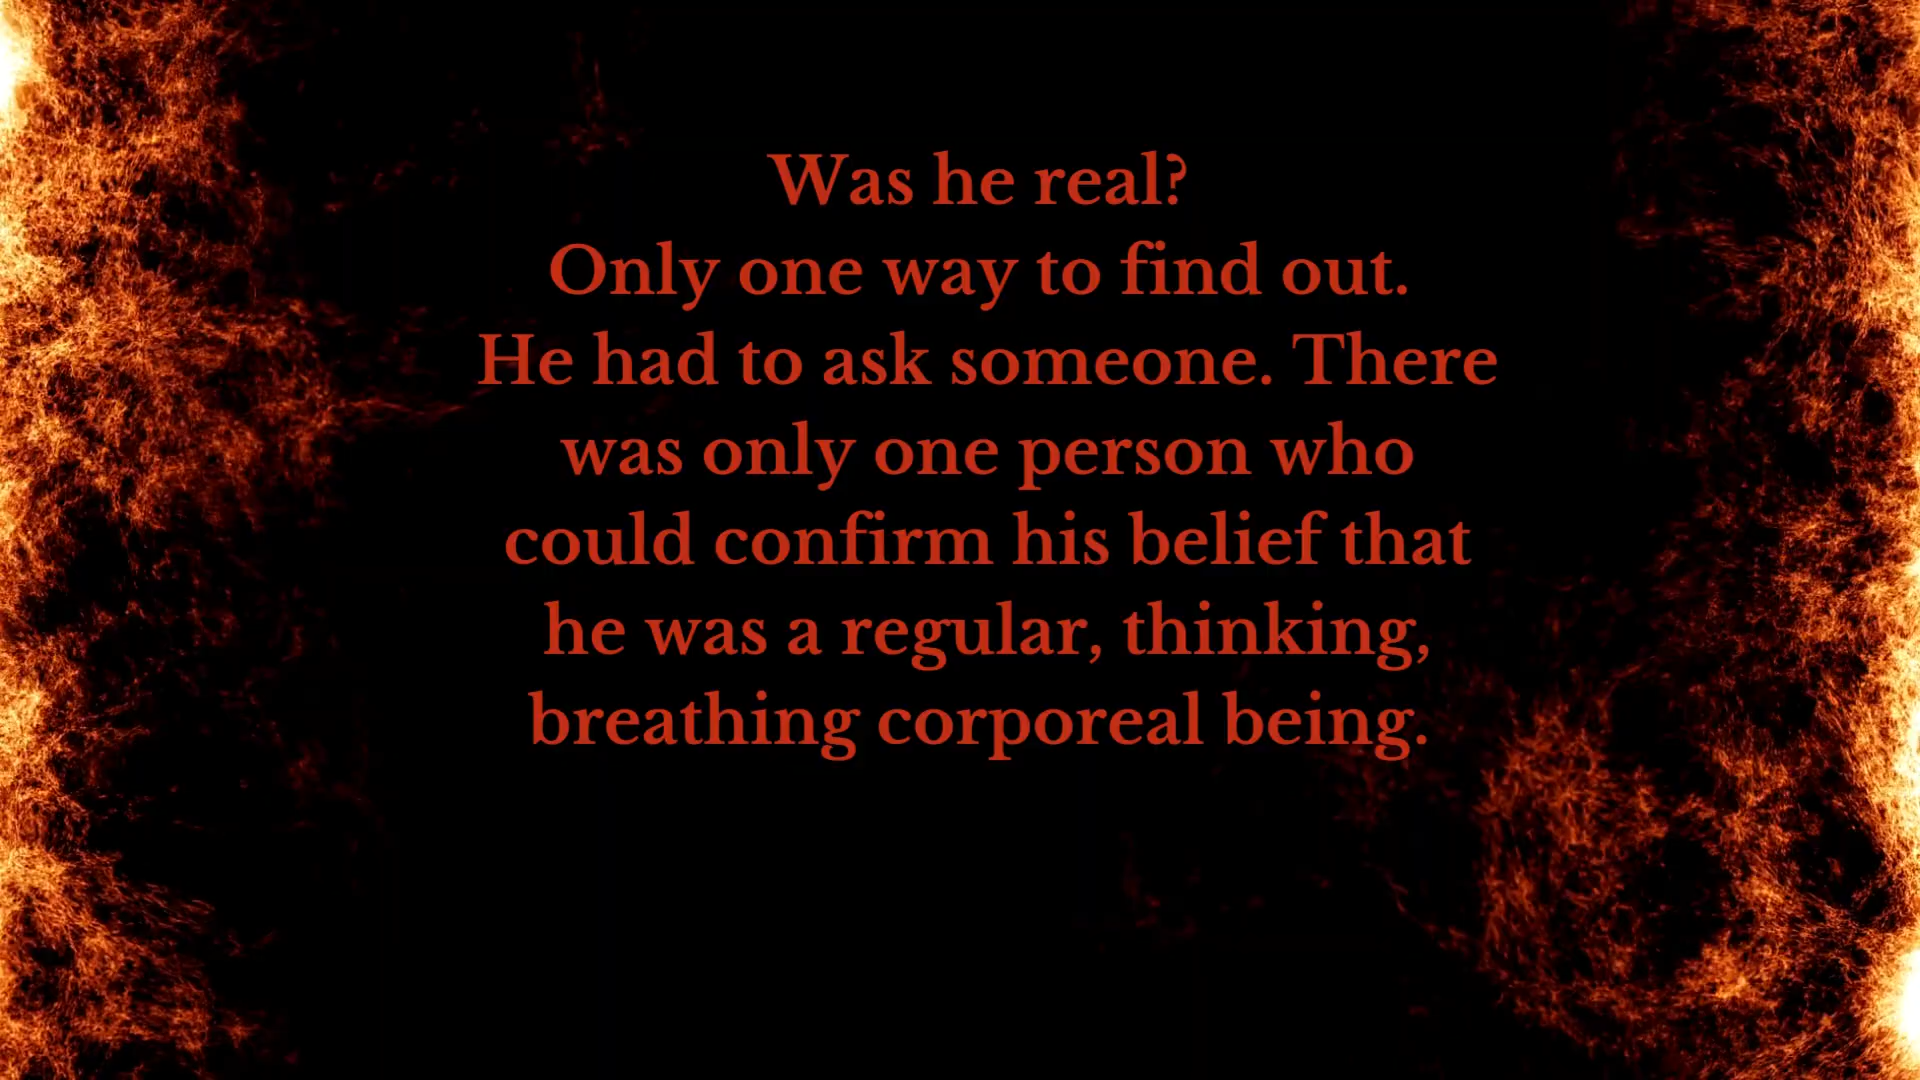 Was he real?
Only one way to find out.
He had to ask someone. There
was only one person who
could confirm his belief that
he was a regular, thinking,
breathing corporeal being.